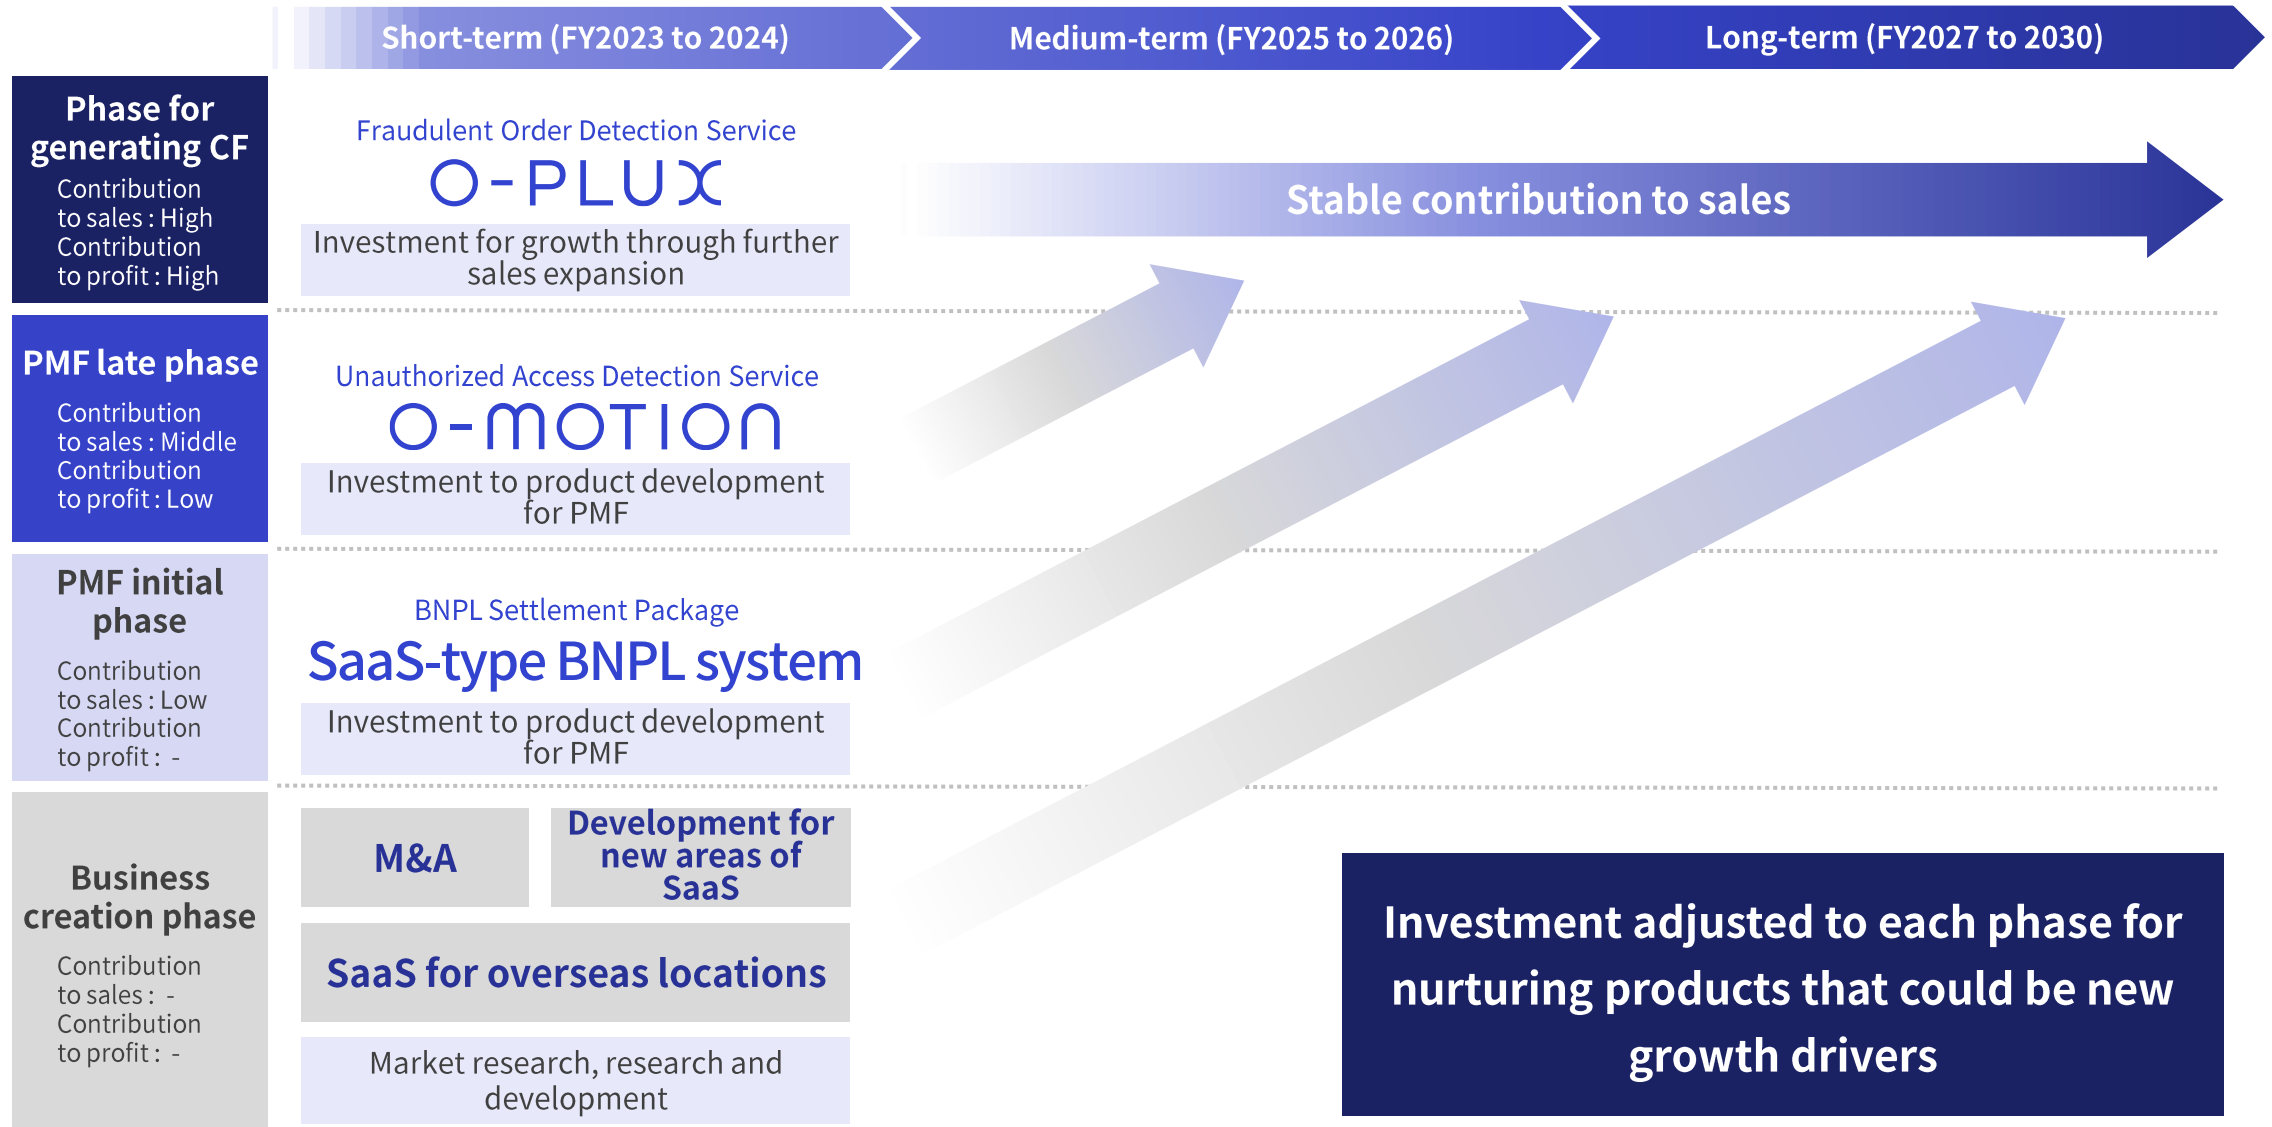 Short-term (FY2023 to 2024)
Medium-term (FY2025 to 2026)
Long-term (FY2027 to 2030)
Phase for
generating CF
Contribution
to sales : High
Contribution
to profit : High
Fraudulent Order Detection Service
O-PLUX
Investment for growth through further
sales expansion
Stable contribution to sales
PMF late phase
Contribution
to sales : Middle
Contribution
to profit : Low
Unauthorized Access Detection Service
O-MOTION
Investment to product development
for PMF
PMF initial
phase
Contribution
to sales : Low
Contribution
to profit : -
BNPL Settlement Package
SaaS-type BNPL system
Investment to product development
for PMF
Business
creation phase
Contribution
to sales : -
Contribution
to profit : -
M&A
Development for
new areas of
SaaS
SaaS for overseas locations
Market research, research and
development
Investment adjusted to each phase for
nurturing products that could be new
growth drivers